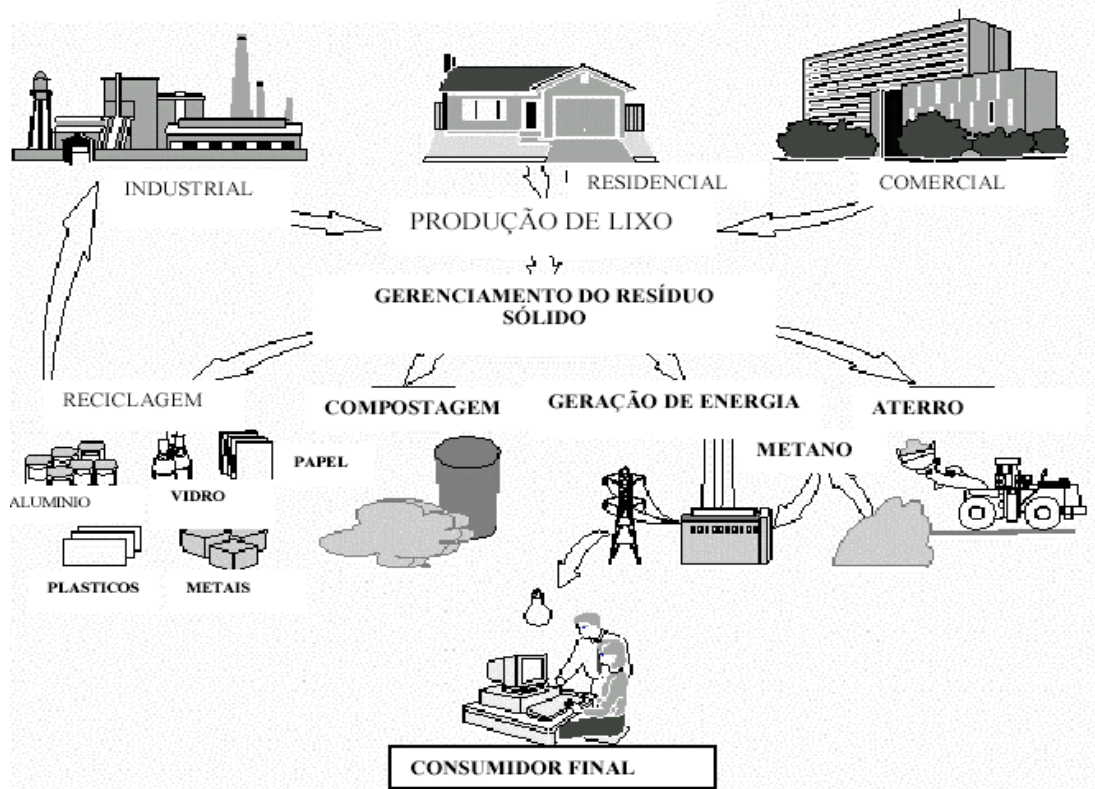 INDUSTRIAL
RESIDENCIAL
COMERCIAL
PRODUÇÃO DE LIXO
GERENCIAMENTO DO RESÍDUO
SÓLIDO
RECICLAGEM
COMPOSTAGEM
GERAÇÃO DE ENERGIA
ATERRO
METANO
PAPEL
ALUMINIO
VIDRO
PLASTICOS
METAIS
CONSUMIDOR FINAL